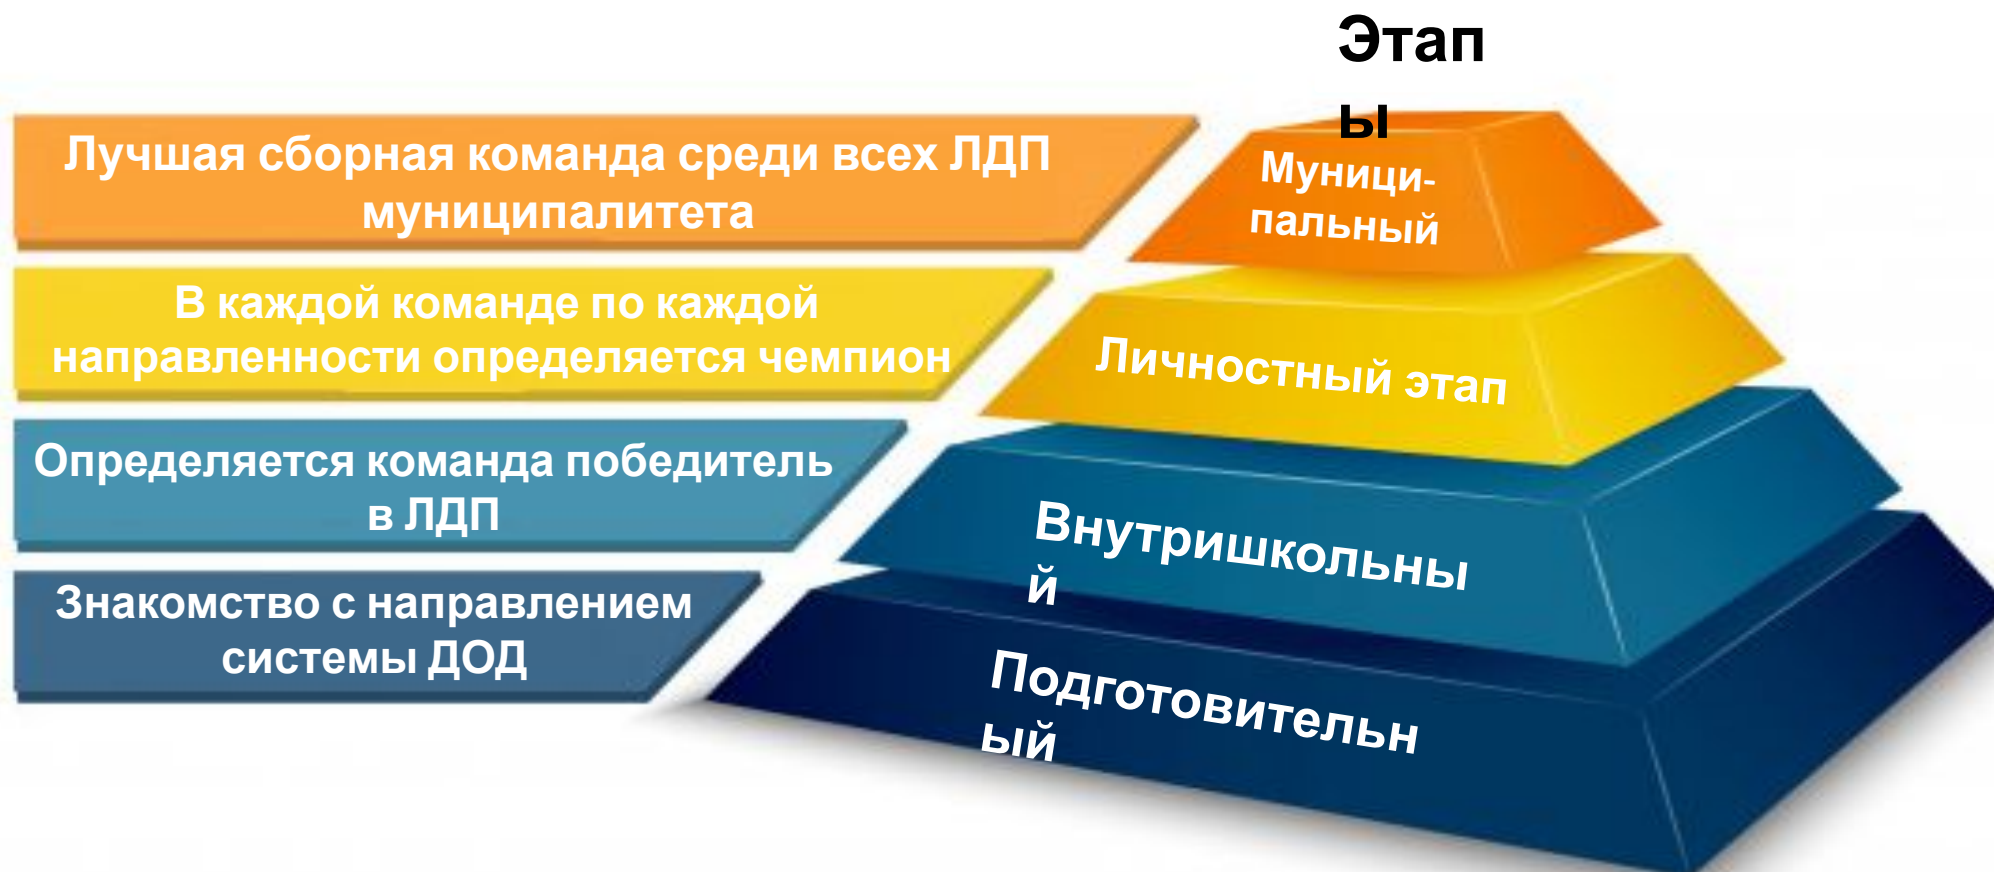 Этап
ы
Лучшая сборная команда среди всех ЛДП
муниципалитета
Муници-
пальный
В каждой команде по каждой
направленности определяется чемпион
Личностный этап
Определяется команда победитель
в ЛДП
Внутришкольны
й
Знакомство с направлением
системы ДОД
Подготовительн
ый